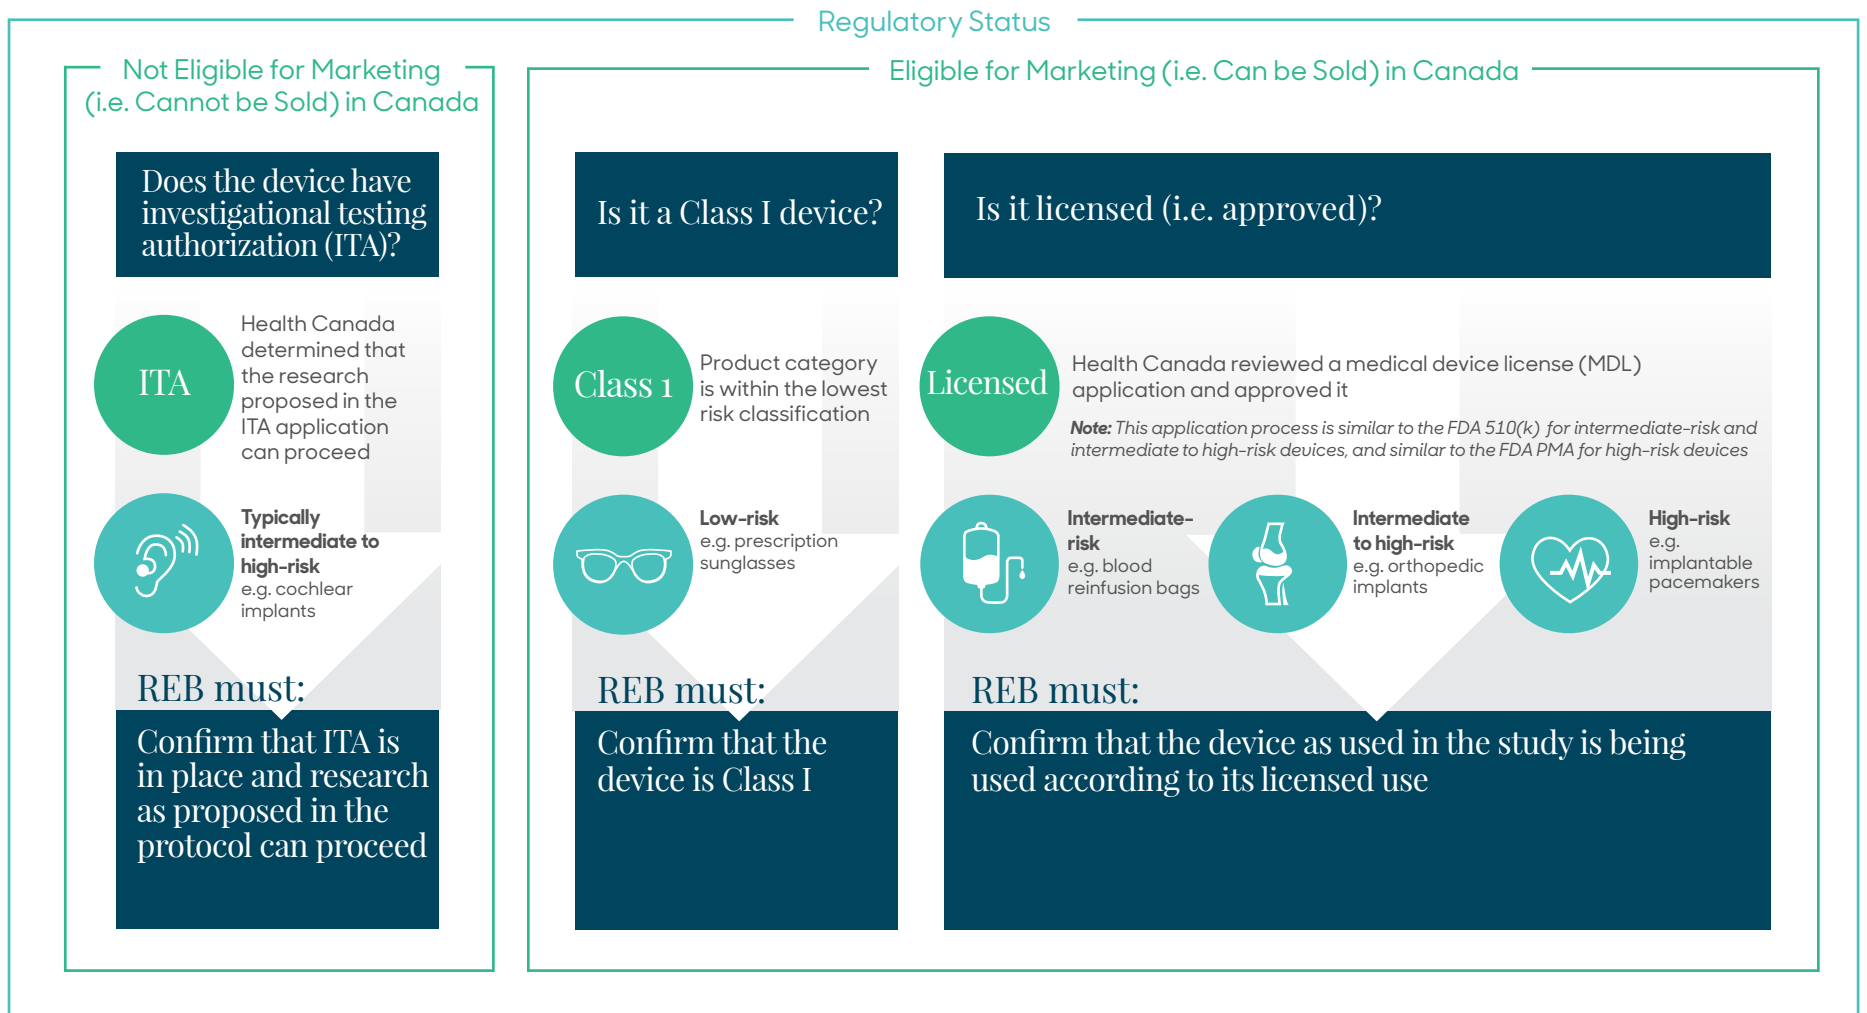 Regulatory Status
Not Eligible for Marketing
(i.e. Cannot be Sold) in Canada
Does the device have
investigational testing
authorization (ITA)?
ITA
Health Canada
determined that
the research
proposed in the
ITA application
can proceed
Typically
intermediate to
high-risk
e.g. cochlear
implants
REB must:
Confirm that ITA is
in place and research
as proposed in the
protocol can proceed
Eligible for Marketing (i.e. Can be Sold) in Canada
Is it a Class I device?
Class 1
Product category
is within the lowest
risk classification
Low-risk
e.g. prescription
sunglasses
REB must:
Confirm that the
device is Class I
Is it licensed (i.e. approved)?
Licensed
Health Canada reviewed a medical device license (MDL)
application and approved it
Note: This application process is similar to the FDA 510(k) for intermediate-risk and
intermediate to high-risk devices, and similar to the FDA PMA for high-risk devices
Intermediate-
risk
e.g. blood
reinfusion bags
Intermediate
to high-risk
e.g. orthopedic
implants
High-risk
e.g.
implantable
pacemakers
REB must:
Confirm that the device as used in the study is being
used according to its licensed use